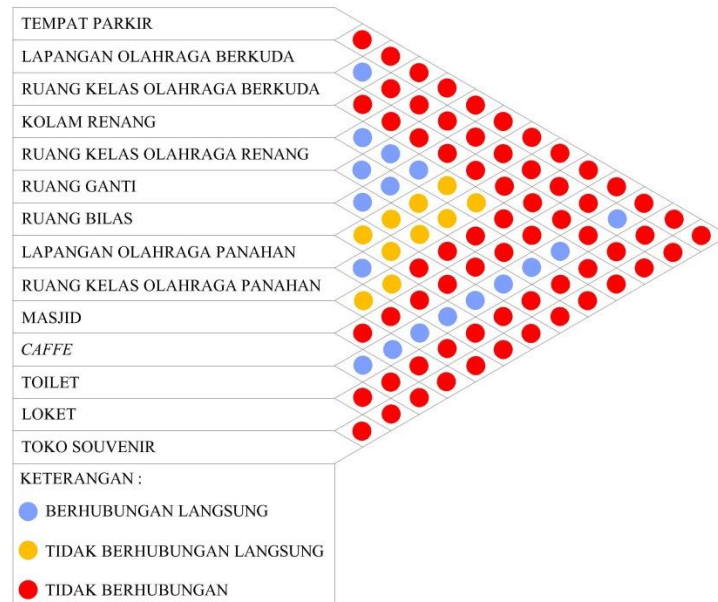 TEMPAT PARKIR
LAPANGAN OLAHRAGA BERKUDA
RUANG KELAS OLAHRAGA BERKUDA
KOLAM RENANG
RUANG KELAS OLAHRAGA RENANG
RUANG GANTI
RUANG BILAS
LAPANGAN OLAHRAGA PANAHAN
RUANG KELAS OLAHRAGA PANAHAN
MASJID
CAFFE
TOILET
LOKET
TOKO SOUVENIR
KETERANGAN :
BERHUBUNGAN LANGSUNG
TIDAK BERHUBUNGAN LANGSUNG
TIDAK BERHUBUNGAN